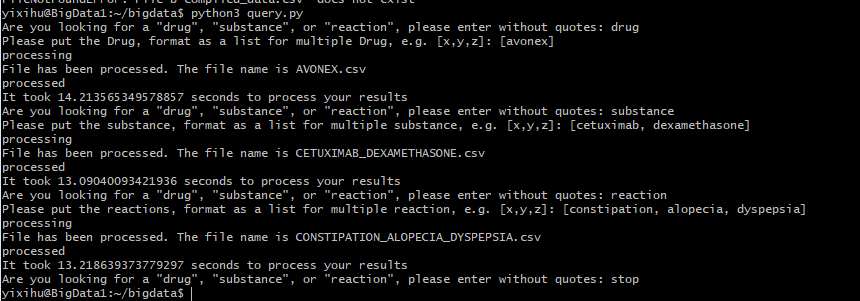 FileNotFoundError: File b'compiled_data.csv' does not exist
yixihu@BigData1:~/bigdata$ python3 query.py
Are you looking for a "drug", "substance", or "reaction", please enter without quotes: drug
Please put the Drug, format as a list for multiple Drug, e.g. [x,y,z]: [avonex]
processing
File has been processed. The file name is AVONEX.csv
processed
It took 14.213565349578857 seconds to process your results
Are you looking for a "drug", "substance", or "reaction", please enter without quotes: substance
Please put the substance, format as a list for multiple substance, e.g. [x,y,z]: [cetuximab, dexamethasone]
processing
File has been processed. The file name is CETUXIMAB_DEXAMETHASONE.csv
processed
It took 13.09040093421936 seconds to process your results
Are you looking for a "drug", "substance", or "reaction", please enter without quotes: reaction
Please put the reactions, format as a list for multiple reaction, e.g. [x,y,z]: [constipation, alopecia, dyspepsia]
processing
File has been processed. The file name is CONSTIPATION_ALOPECIA_DYSPEPSIA.csv
processed
It took 13.218639373779297 seconds to process your results
Are you looking for a "drug", "substance", or "reaction", please enter without quotes: stop
yixihu@BigData1:~/bigdata$